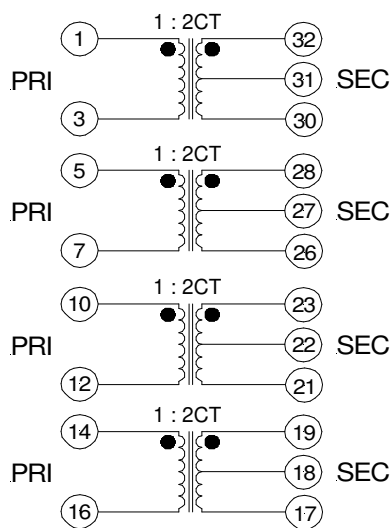 1 : 2CT
1 32
PRI 31 SEC
3 30
1 : 2CT
5 28
PRI 27 SEC
7 26
1 : 2CT
10 23
PRI 22 SEC
12 21
1 : 2CT
14 19
PRI 18 SEC
16 17